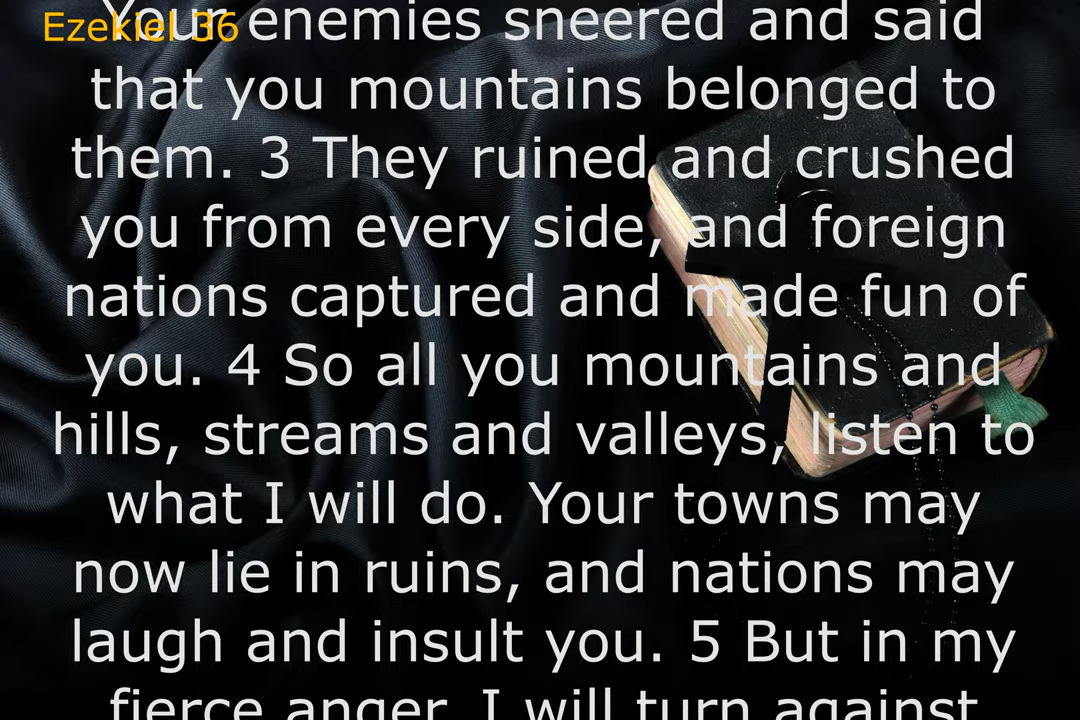 Ezekiel 36
Your enemies sneered and said
that you mountains belonged to
them. 3 They ruined and crushed
you from every side, and foreign
nations captured and made fun of
you. 4 So all you mountains and
hills, streams and valleys, listen to
what I will do. Your towns may
now lie in ruins, and nations may
laugh and insult you. 5 But in my
fierce anger, I will turn against